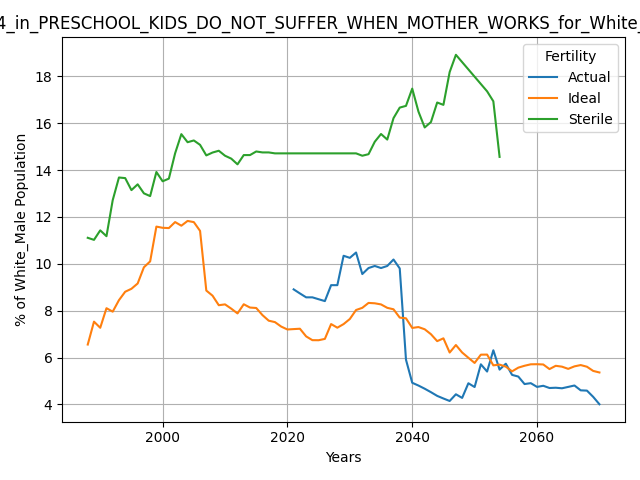 4_in_PRESCHOOL_KIDS_DO_NOT_SUFFER_WHEN_MOTHER_WORKS_for_White_
Fertility
Actual
Ideal
Sterile
% of White_Male Population
18
16
14
12
10
8
6
4
2000 2020 2040 2060
Years